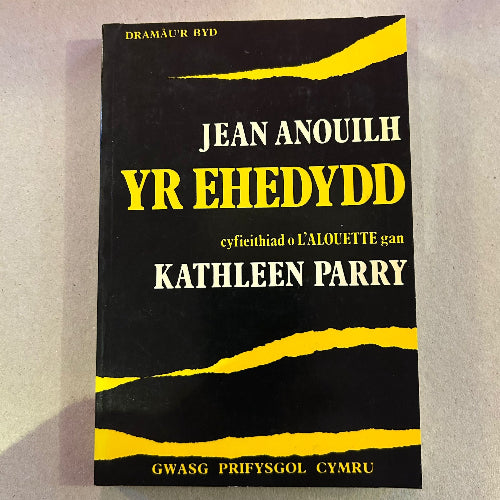 DRAMÂU'R BYD
JEAN ANOUILH
YR EHEDYDD
cyfieithiad o L'ALOUETTE gan
KATHLEEN PARRY
GWASG PRIFYSGOL CYMRU